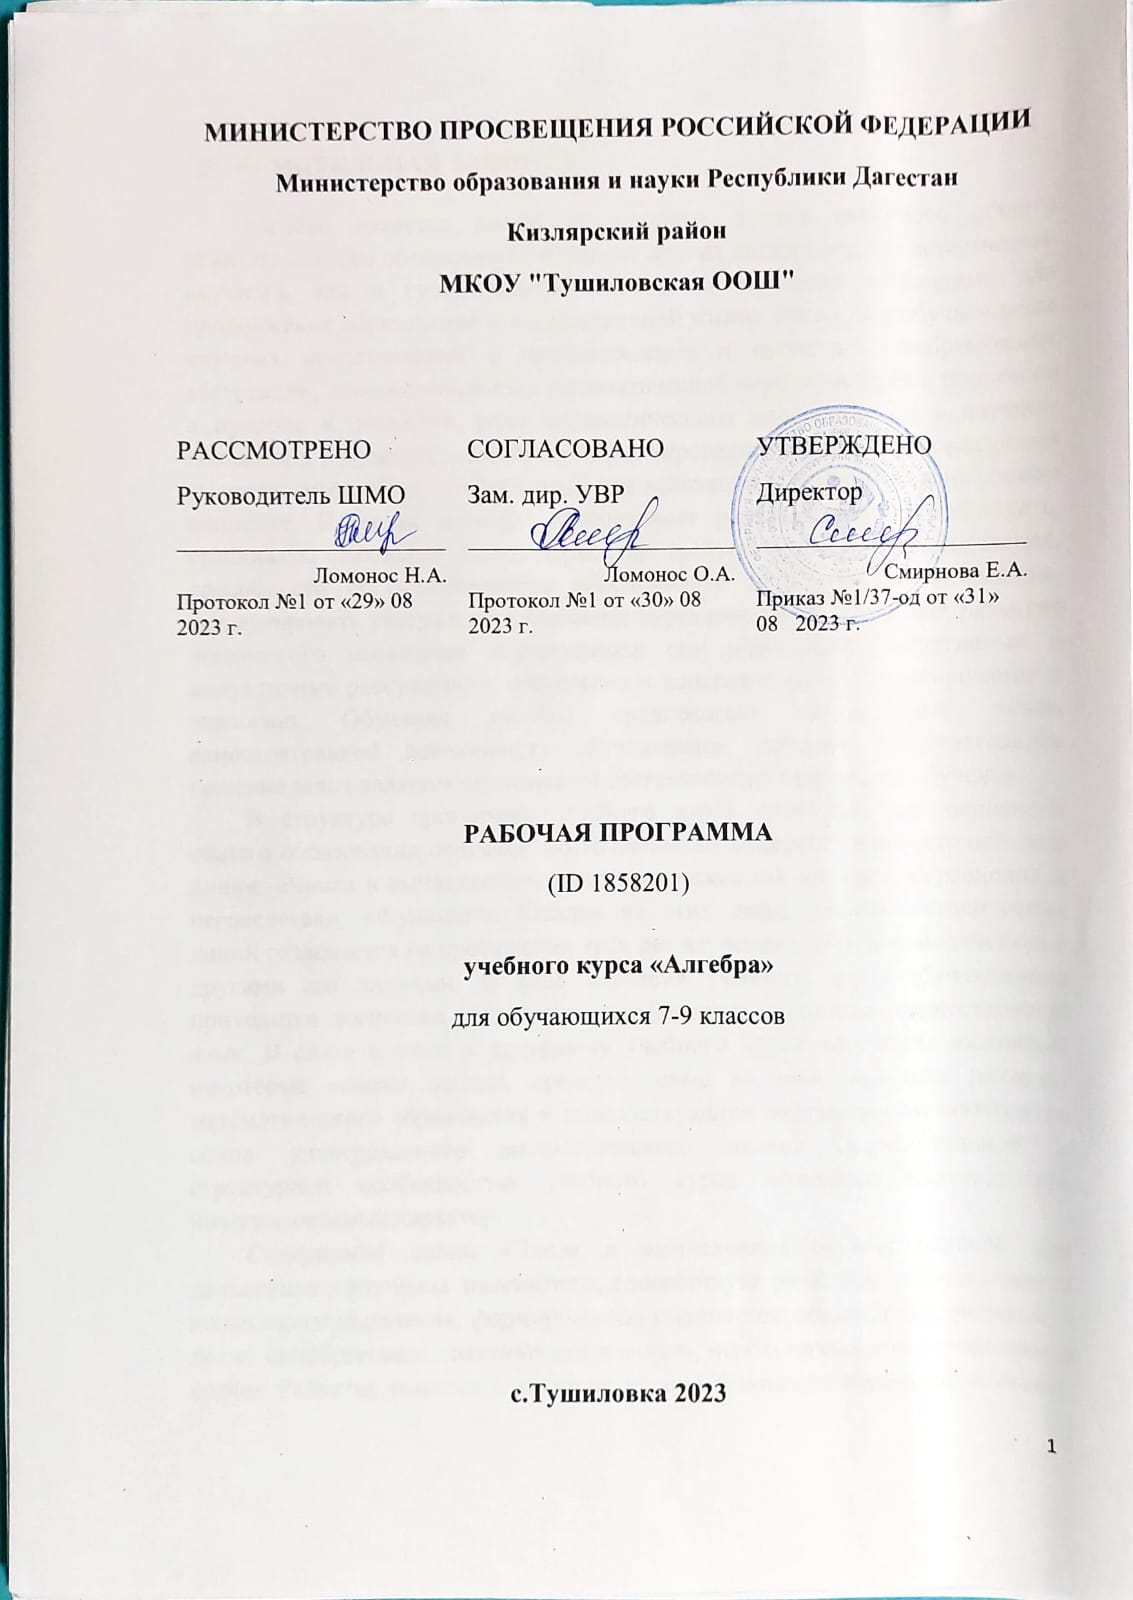 МИНИСТЕРСТВО ПРОСВЕЩЕНИЯ РОССИЙСКОЙ ФЕДЕРАЦИИ
Министерство образования и науки Республики Дагестан
Кизлярский район
МКОУ "Тушиловская ООШ"
РАССМОТРЕНО
Руководитель ШМО
Ломонос Н.А.
Протокол №1 от «29» 08
2023 г.
СОГЛАСОВАНО
Зам. дир. УВР
Ломонос О.А.
Протокол №1 от «30» 08
2023 г.
УТВЕРЖДЕНО
Директор
Смирнова Е.А.
Приказ №1/37-од от «31»
08 2023 г.
РАБОЧАЯ ПРОГРАММА
(ID 1858201)
учебного курса «Алгебра»
для обучающихся 7-9 классов
с.Тушиловка 2023
1